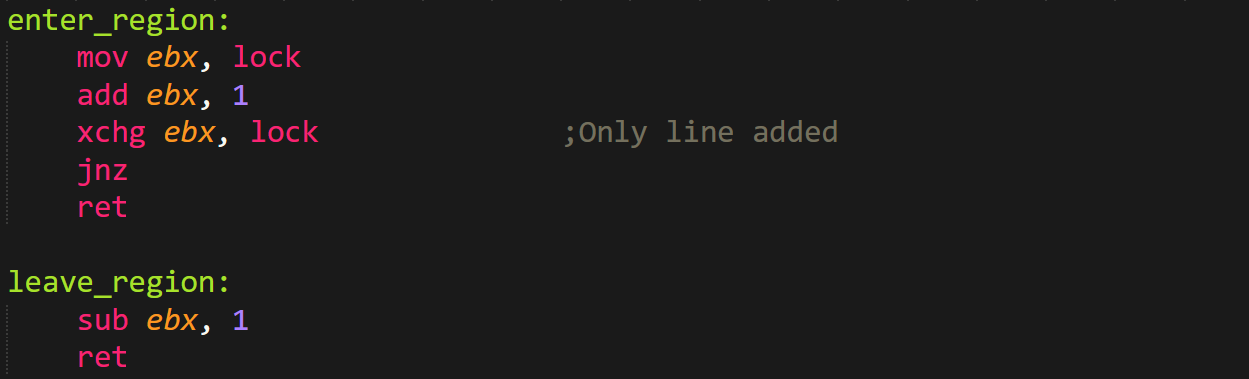 enter_region:
mov ebx, lock
add ebx, 1
xchg ebx, lock ;Only line added
jnz
ret
leave_region:
sub ebx, 1
ret